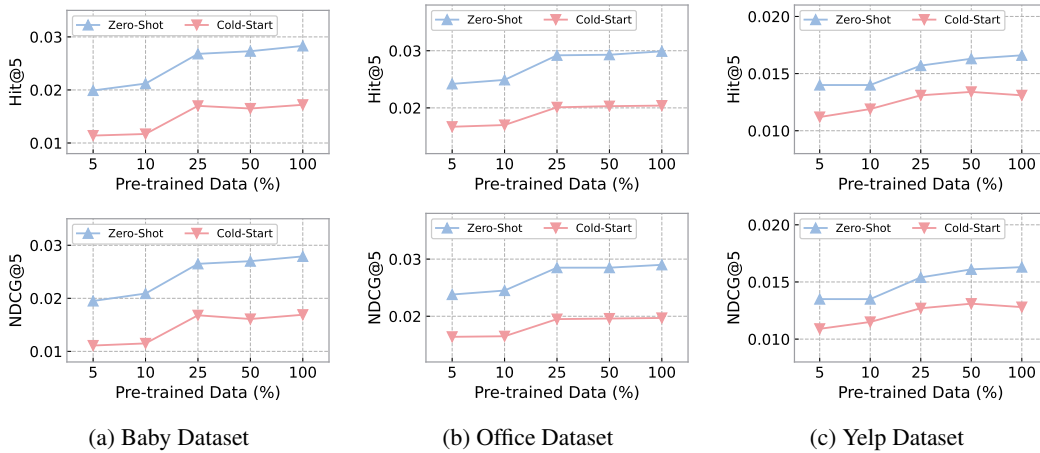 Zero-Shot Cold-Start
0.03
0.02
0.01
Hit@5
5 10 25 50 100
Pre-trained Data (%)
Zero-Shot Cold-Start
0.03
0.02
Hit@5
5 10 25 50 100
Pre-trained Data (%)
0.020
Zero-Shot Cold-Start
0.015
0.010
Hit@5
5 10 25 50 100
Pre-trained Data (%)
Zero-Shot Cold-Start
0.03
0.02
0.01
NDCG@5
5 10 25 50 100
Pre-trained Data (%)
Zero-Shot Cold-Start
0.03
0.02
NDCG@5
5 10 25 50 100
Pre-trained Data (%)
0.020
Zero-Shot Cold-Start
0.015
0.010
NDCG@5
5 10 25 50 100
Pre-trained Data (%)
(a) Baby Dataset
(b) Office Dataset
(c) Yelp Dataset